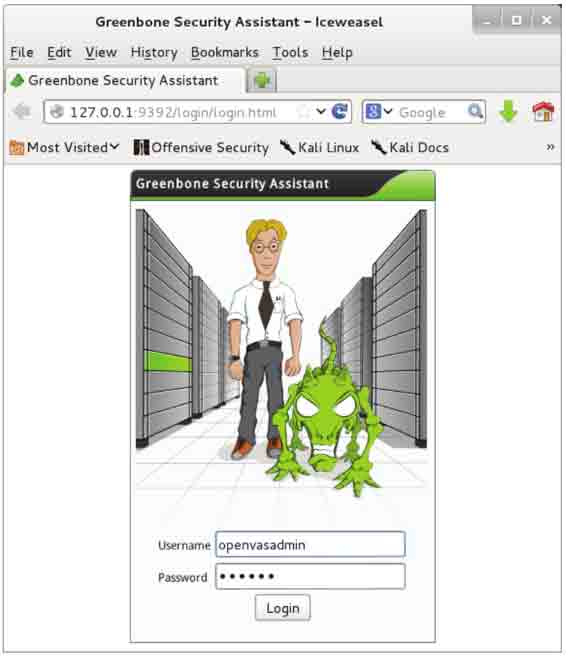 Greenbone Security Assistant - Iceweasel
File Edit View History Bookmarks Tools Help
Greenbone Security Assistant
127.0.0.1:9392/login/login.html Google
Most Visited Offensive Security Kali Linux Kali Docs »
Greenbone Security Assistant
Username openvasadmin
Password ••••••
Login